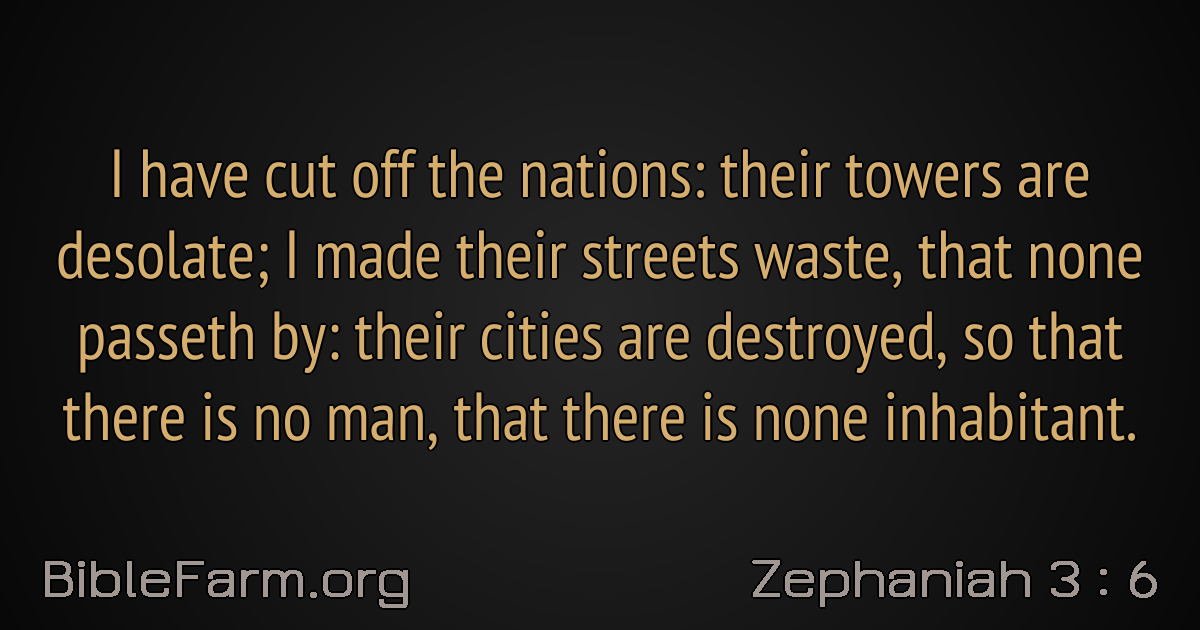 I have cut off the nations: their towers are
desolate; I made their streets waste, that none
passeth by: their cities are destroyed, so that
there is no man, that there is none inhabitant.
BibleFarm.org
Zephaniah 3 : 6